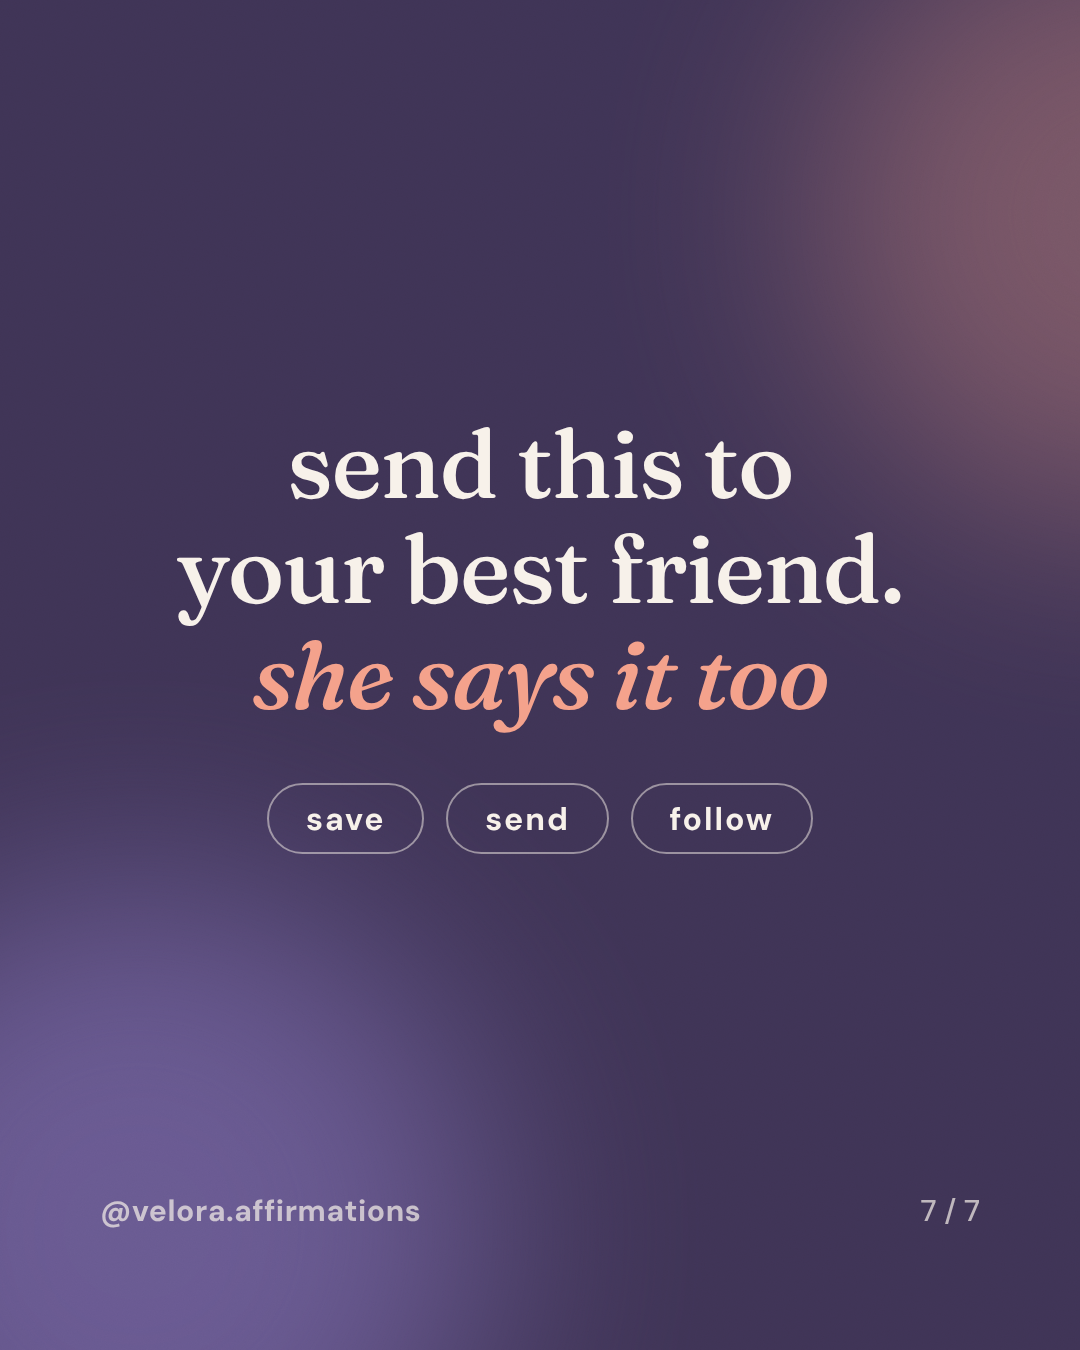 send this to
your best friend.
she says it too
save send follow
@velora.affirmations 7 / 7